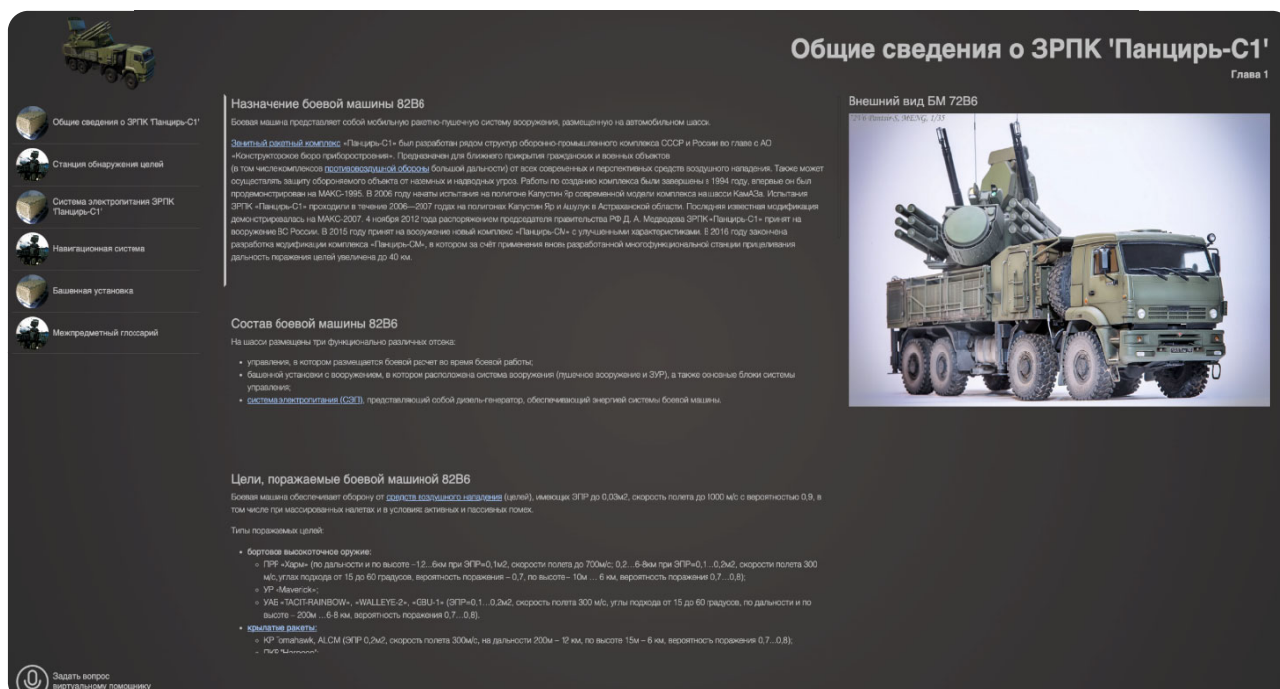 Общие сведения о ЗРПК 'Панцирь-С1'
Глава 1
Общие сведения о ЗРПК 'Панцирь-С1'
Станция обнаружения целей
Система электропитания ЗРПК
'Панцирь-С1'
Навигационная система
Башенная установка
Межпредметный глоссарий
Назначение боевой машины 82В6
Боевая машина представляет собой мобильную ракетно-пушечную систему вооружения, размещенную на автомобильном шасси.
Зенитный ракетный комплекс «Панцирь-С1» был разработан рядом структур оборонно-промышленного комплекса СССР и России во главе с АО
«Конструкторское бюро приборостроения». Предназначен для ближнего прикрытия гражданских и военных объектов
(в том числекомплексов противовоздушной обороны большой дальности) от всех современных и перспективных средств воздушного нападения. Также может
осуществлять защиту обороняемого объекта от наземных и надводных угроз. Работы по созданию комплекса были завершены в 1994 году, впервые он был
продемонстрирован на МАКС-1995. В 2006 году начаты испытания на полигоне Капустин Яр современной модели комплекса на шасси КамАЗа. Испытания
ЗРПК «Панцирь-С1» проходили в течение 2006—2007 годах на полигонах Капустин Яр и Ашулук в Астраханской области. Последняя известная модификация
демонстрировалась на МАКС-2007. 4 ноября 2012 года распоряжением председателя правительства РФ Д. А. Медведева ЗРПК «Панцирь-С1» принят на
вооружение ВС России. В 2015 году принят на вооружение новый комплекс «Панцирь-СМ» с улучшенными характеристиками. В 2016 году закончена
разработка модификации комплекса «Панцирь-СМ», в котором за счёт применения вновь разработанной многофункциональной станции прицеливания
дальность поражения целей увеличена до 40 км.
Внешний вид БМ 72В6
Pantsir-S, MENG, 1/35
Состав боевой машины 82В6
На шасси размещены три функционально различных отсека:
• управления, в котором размещается боевой расчет во время боевой работы;
• башенной установки с вооружением, в котором расположена система вооружения (пушечное вооружение и ЗУР), а также основные блоки системы
управления;
• система электропитания (СЭП), представляющий собой дизель-генератор, обеспечивающий энергией системы боевой машины.
Цели, поражаемые боевой машиной 82В6
Боевая машина обеспечивает оборону от средств воздушного нападения (целей), имеющих ЭПР до 0,03м2, скорость полета до 1000 м/с с вероятностью 0,9, в
том числе при массированных налетах и в условиях активных и пассивных помех.
Типы поражаемых целей:
• бортовое высокоточное оружие:
○ ПРР «Харм» (по дальности и по высоте –1,2...6км при ЭПР=0,1м2, скорости полета до 700м/с; 0,2...6-8км при ЭПР=0,1...0,2м2, скорости полета 300
м/с, углах подхода от 15 до 60 градусов, вероятность поражения – 0,7, по высоте– 10м ... 6 км, вероятность поражения 0,7...0,8);
○ УР «Maverick»;
○ УАБ «TACIT-RAINBOW», «WALLEYE-2», «GBU-1» (ЭПР=0,1...0,2м2, скорость полета 300 м/с, углы подхода от 15 до 60 градусов, по дальности и по
высоте – 200м ...6-8 км, вероятность поражения 0,7...0,8).
• крылатые ракеты:
○ КР Tomahawk, ALCM (ЭПР 0,2м2, скорость полета 300м/с, на дальности 200м – 12 км, по высоте 15м – 6 км, вероятность поражения 0,7...0,8);
Задать вопрос
виртуальному помощнику